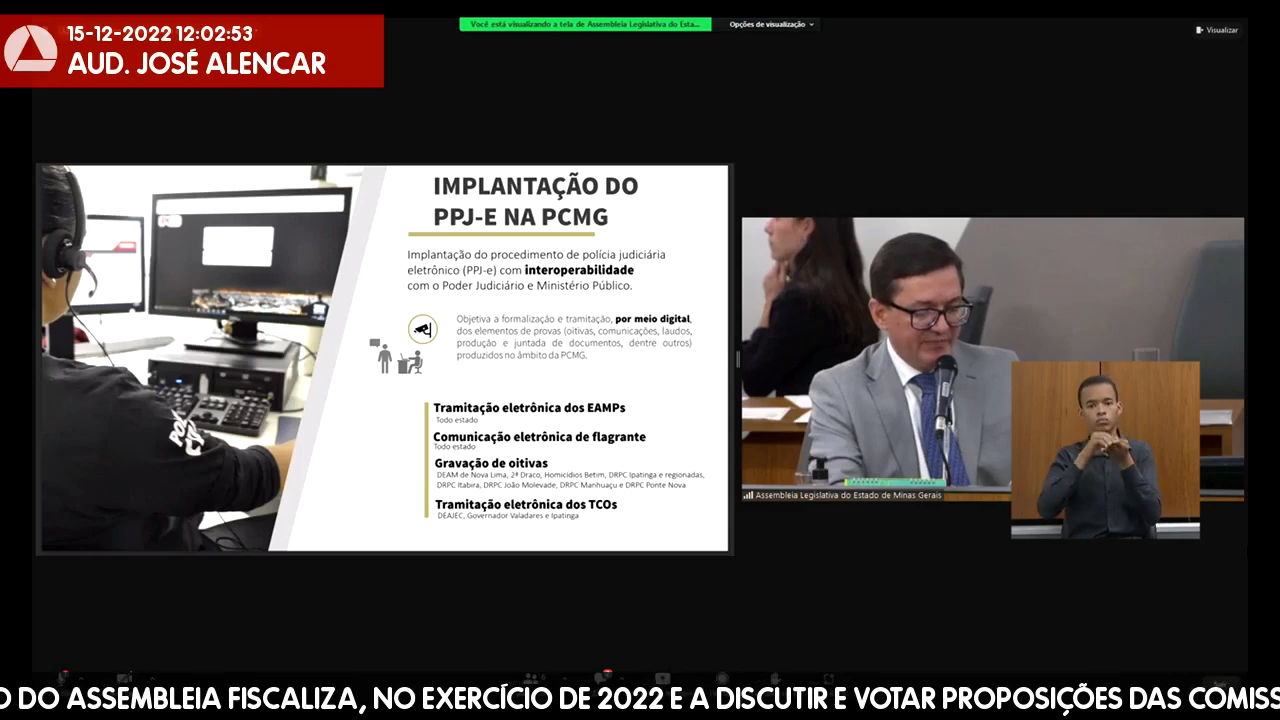 15-12-2022 12:02:53
AUD. JOSÉ ALENCAR
Você está visualizando a tela de Assembleia Legislativa do Esta...
Opções de visualização
Visualizar
IMPLANTAÇÃO DO
PPJ-E NA PCMG
Implantação do procedimento de polícia judiciária
eletrônico (PPJ-e) com interoperabilidade
com o Poder Judiciário e Ministério Público.
Objetiva a formalização e tramitação, por meio digital,
dos elementos de provas (oitivas, comunicações, laudos,
produção e juntada de documentos, dentre outros)
produzidos no âmbito da PCMG.
Tramitação eletrônica dos EAMPs
Todo estado
Comunicação eletrônica de flagrante
Todo estado
Gravação de oitivas
DEAM de Nova Lima, 2ª Draco, Homicídios Betim, DRPC Ipatinga e regionadas,
DRPC Itabira, DRPC João Molevade, DRPC Manhuaçu e DRPC Ponte Nova
Tramitação eletrônica dos TCOs
DEAJEC, Governador Valadares e Ipatinga
Assembleia Legislativa do Estado de Minas Gerais
O DO ASSEMBLEIA FISCALIZA, NO EXERCÍCIO DE 2022 E A DISCUTIR E VOTAR PROPOSIÇÕES DAS COMISS